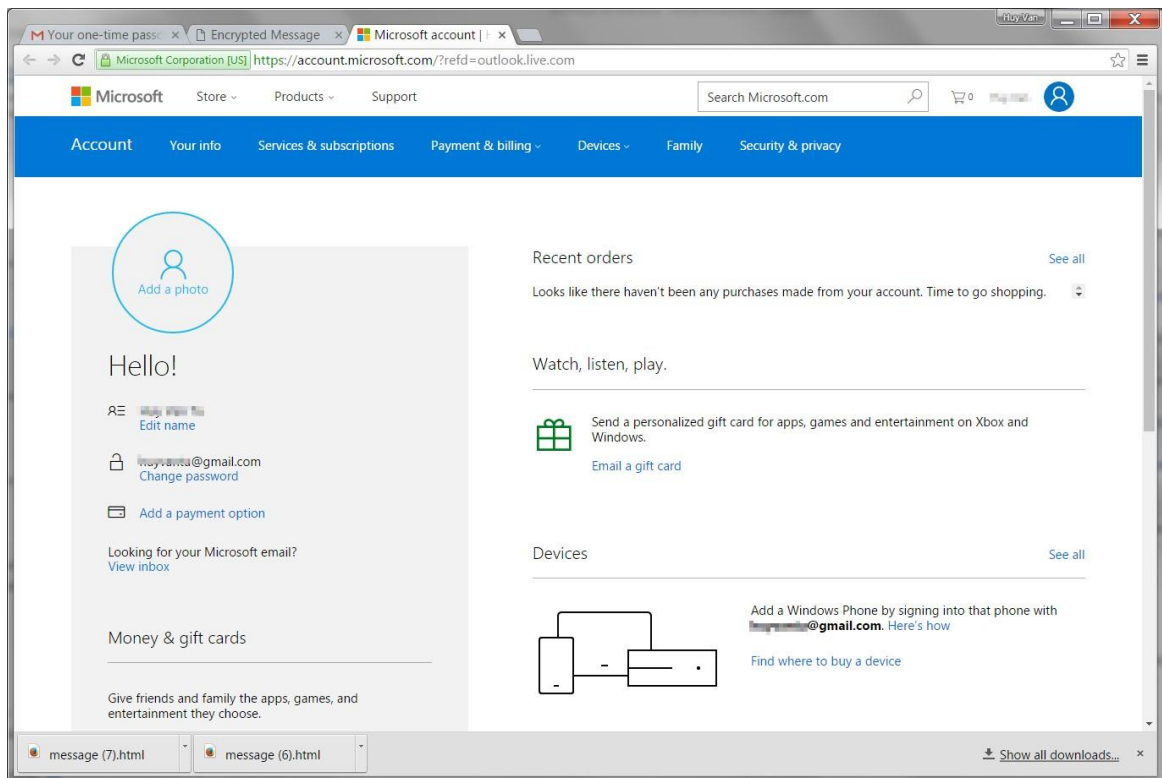 Huy Van
Your one-time passc
Encrypted Message
Microsoft account | H
Microsoft Corporation [US] https://account.microsoft.com/?refd=outlook.live.com
Microsoft Store Products Support Search Microsoft.com 0
Account Your info Services & subscriptions Payment & billing Devices Family Security & privacy
Add a photo
Hello!
Edit name
@gmail.com
Change password
Add a payment option
Looking for your Microsoft email?
View inbox
Money & gift cards
Give friends and family the apps, games, and
entertainment they choose.
Recent orders See all
Looks like there haven't been any purchases made from your account. Time to go shopping.
Watch, listen, play.
Send a personalized gift card for apps, games and entertainment on Xbox and
Windows.
Email a gift card
Devices See all
Add a Windows Phone by signing into that phone with
@gmail.com. Here's how
Find where to buy a device
message (7).html message (6).html Show all downloads...